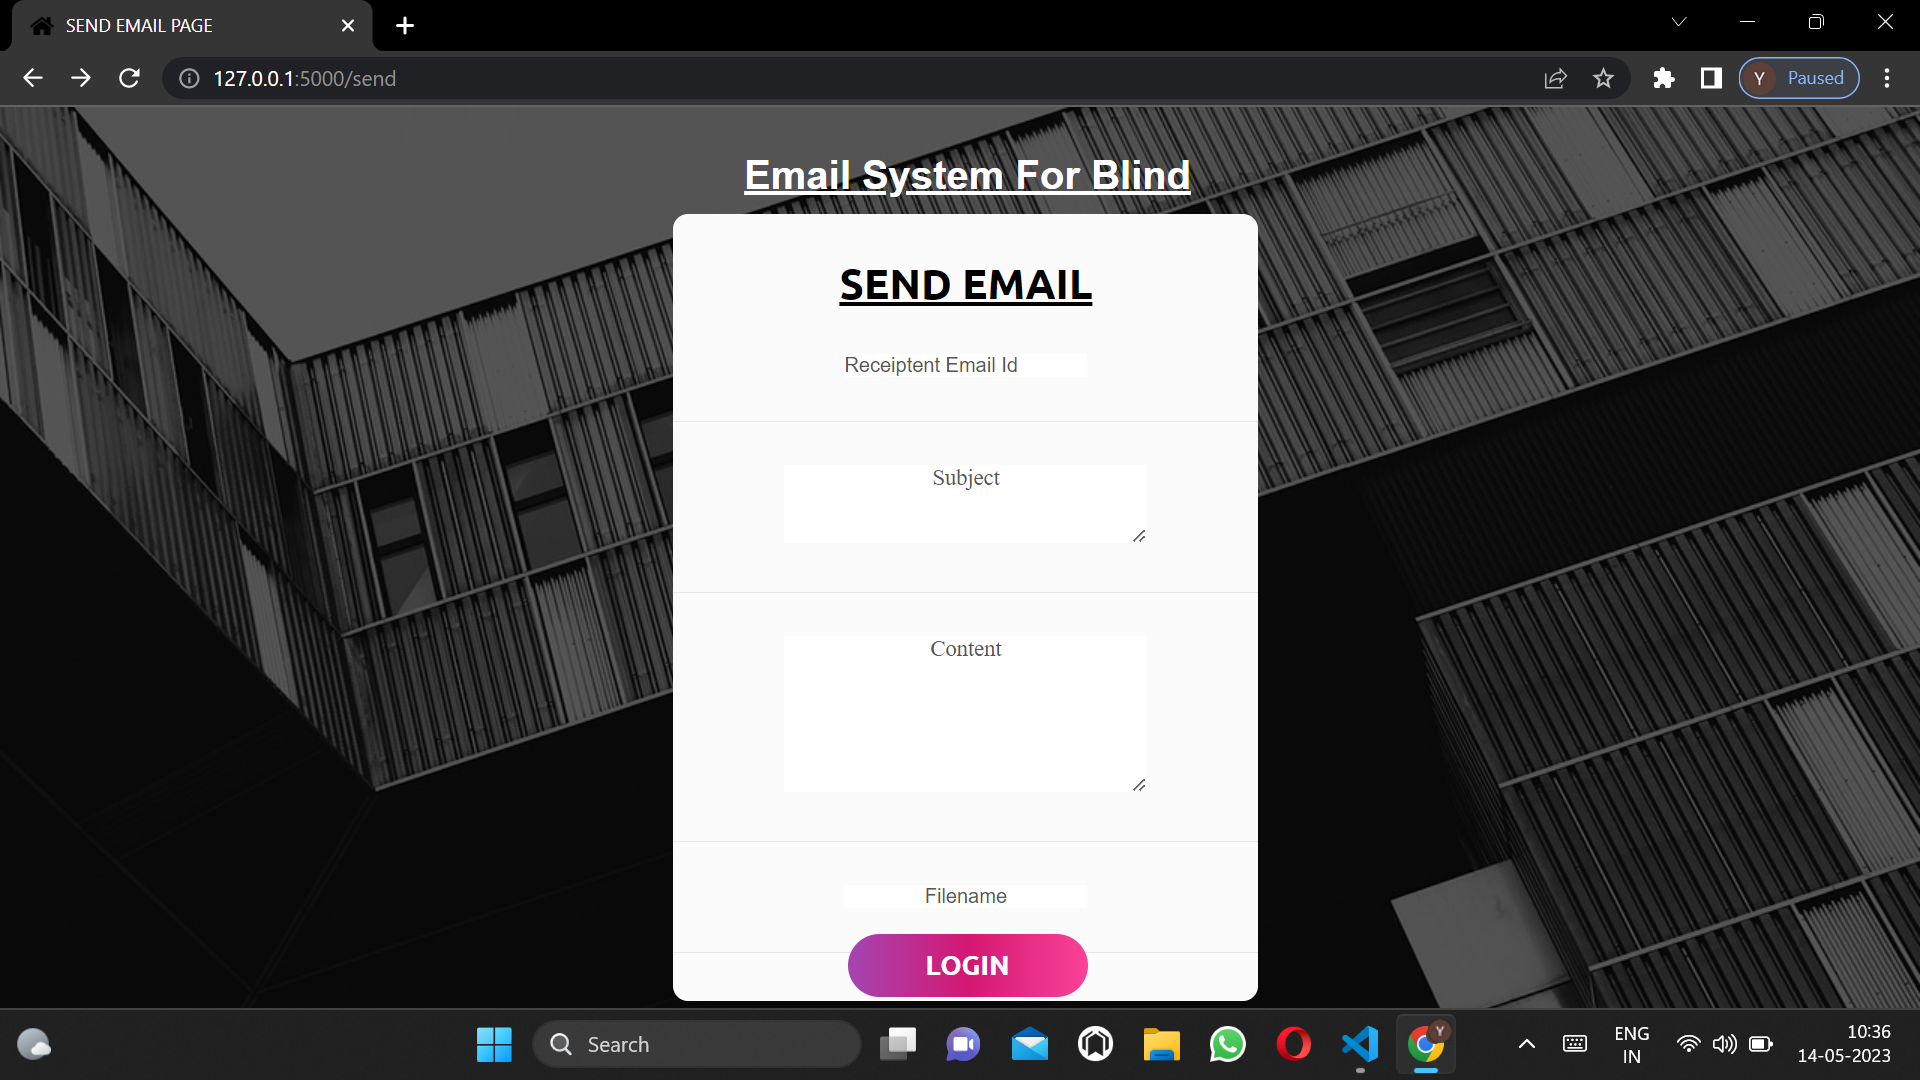 SEND EMAIL PAGE
127.0.0.1:5000/send
Y Paused
Email System For Blind
SEND EMAIL
Receiptent Email Id
Subject
Content
Filename
LOGIN
Search
Y
ENG
IN
10:36
14-05-2023